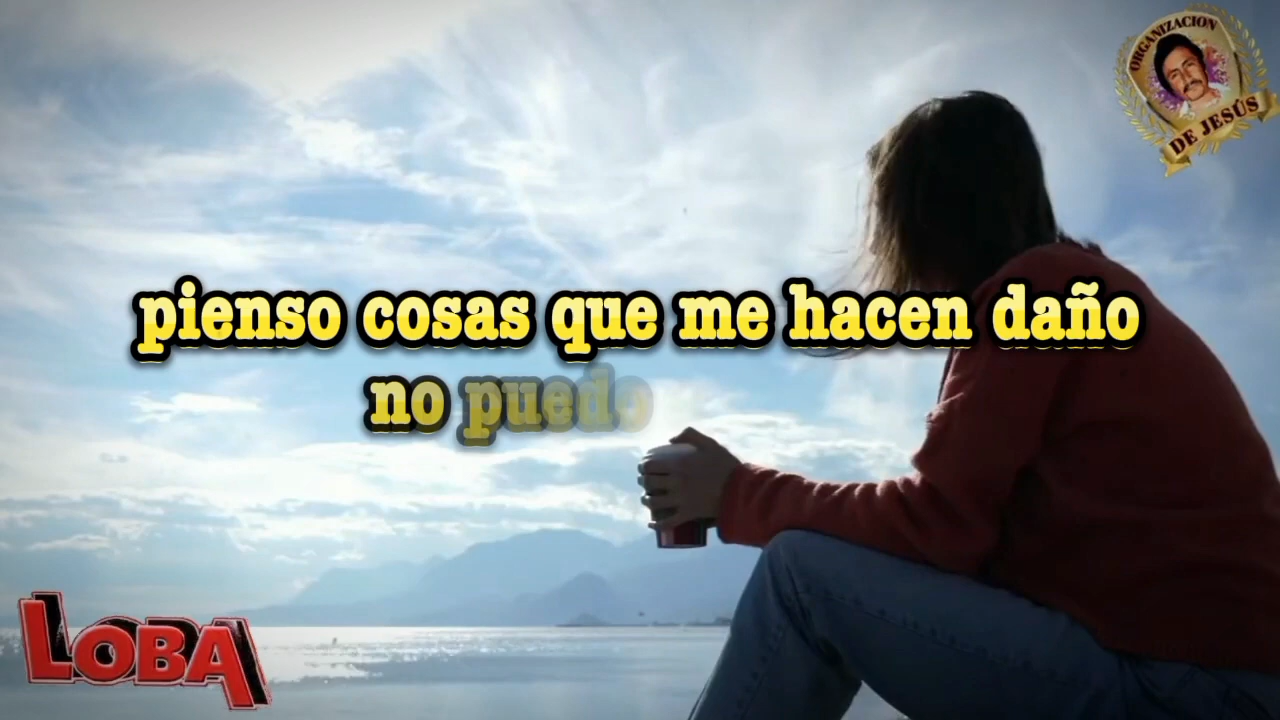 ORGANIZACION
DE JESÚS
pienso cosas que me hacen daño
no puedo
LOBA